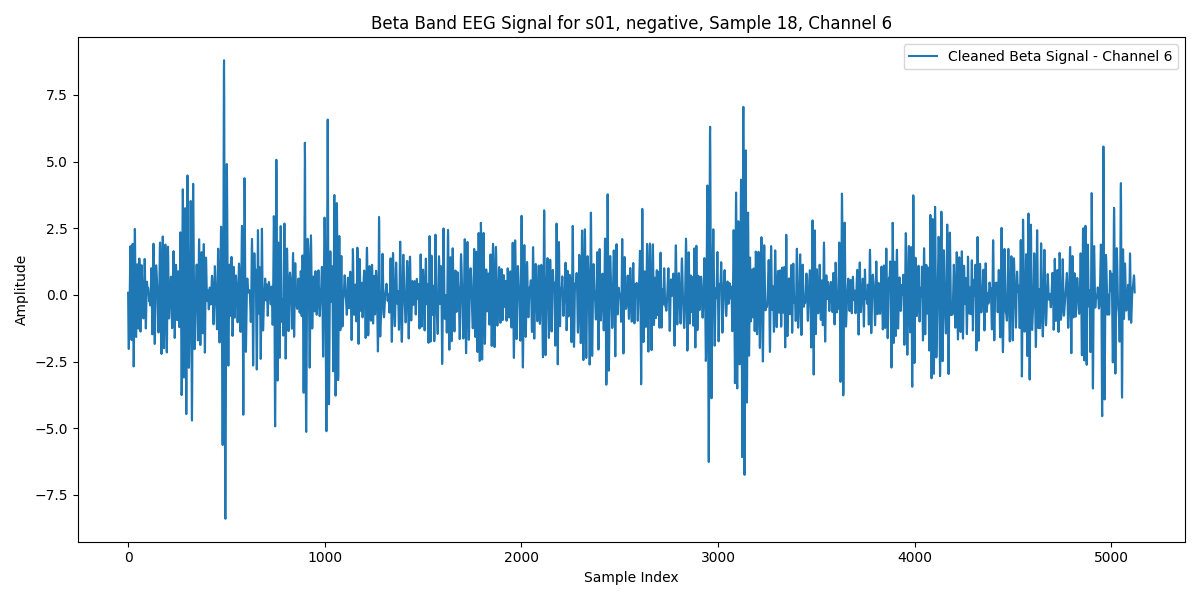 Beta Band EEG Signal for s01, negative, Sample 18, Channel 6
Cleaned Beta Signal - Channel 6
7.5
5.0
2.5
0.0
−2.5
−5.0
−7.5
Amplitude
0 1000 2000 3000 4000 5000
Sample Index